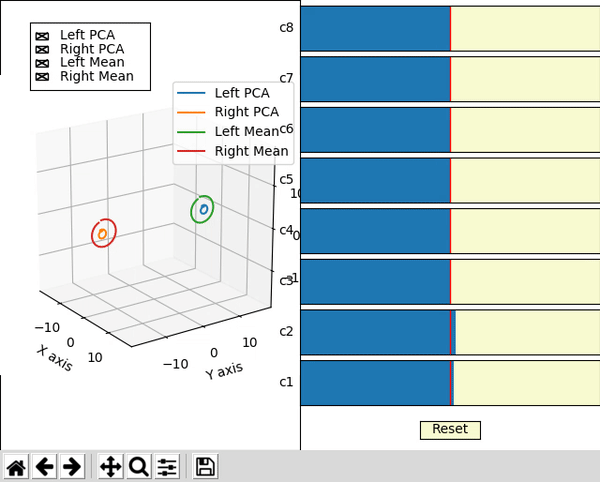 Left PCA
Right PCA
Left Mean
Right Mean
Left PCA
Right PCA
Left Mean
Right Mean
c8
c7
c6
c5
c4
c3
c2
c1
10
0
−10
0
10
X axis
−10
0
10
Y axis
Reset